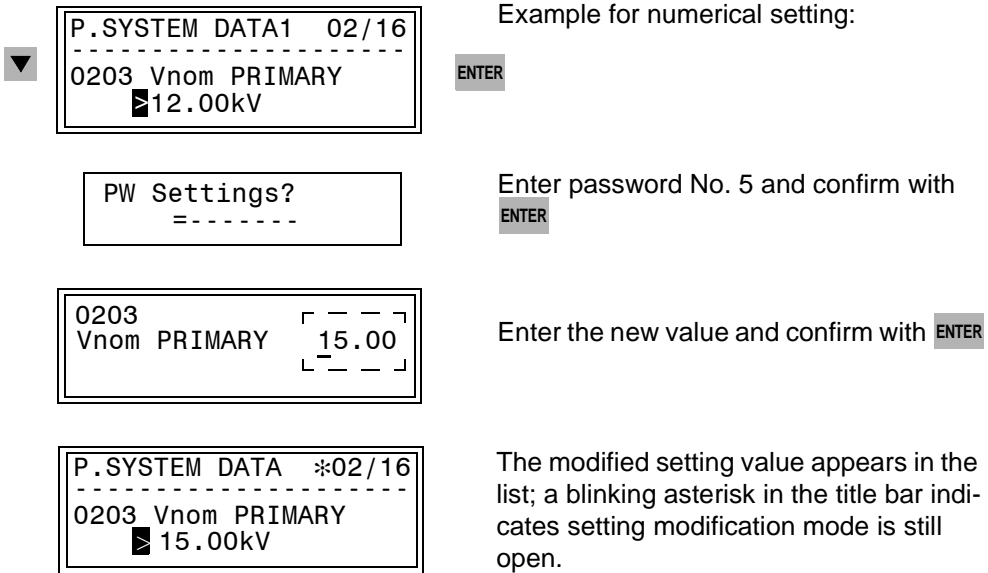 P.SYSTEM DATA1 02/16
----------------------
0203 Vnom PRIMARY
>12.00kV
Example for numerical setting:
ENTER
PW Settings?
=-------
Enter password No. 5 and confirm with
ENTER
0203
Vnom PRIMARY 15.00
Enter the new value and confirm with ENTER
P.SYSTEM DATA *02/16
----------------------
0203 Vnom PRIMARY
> 15.00kV
The modified setting value appears in the
list; a blinking asterisk in the title bar indi-
cates setting modification mode is still
open.